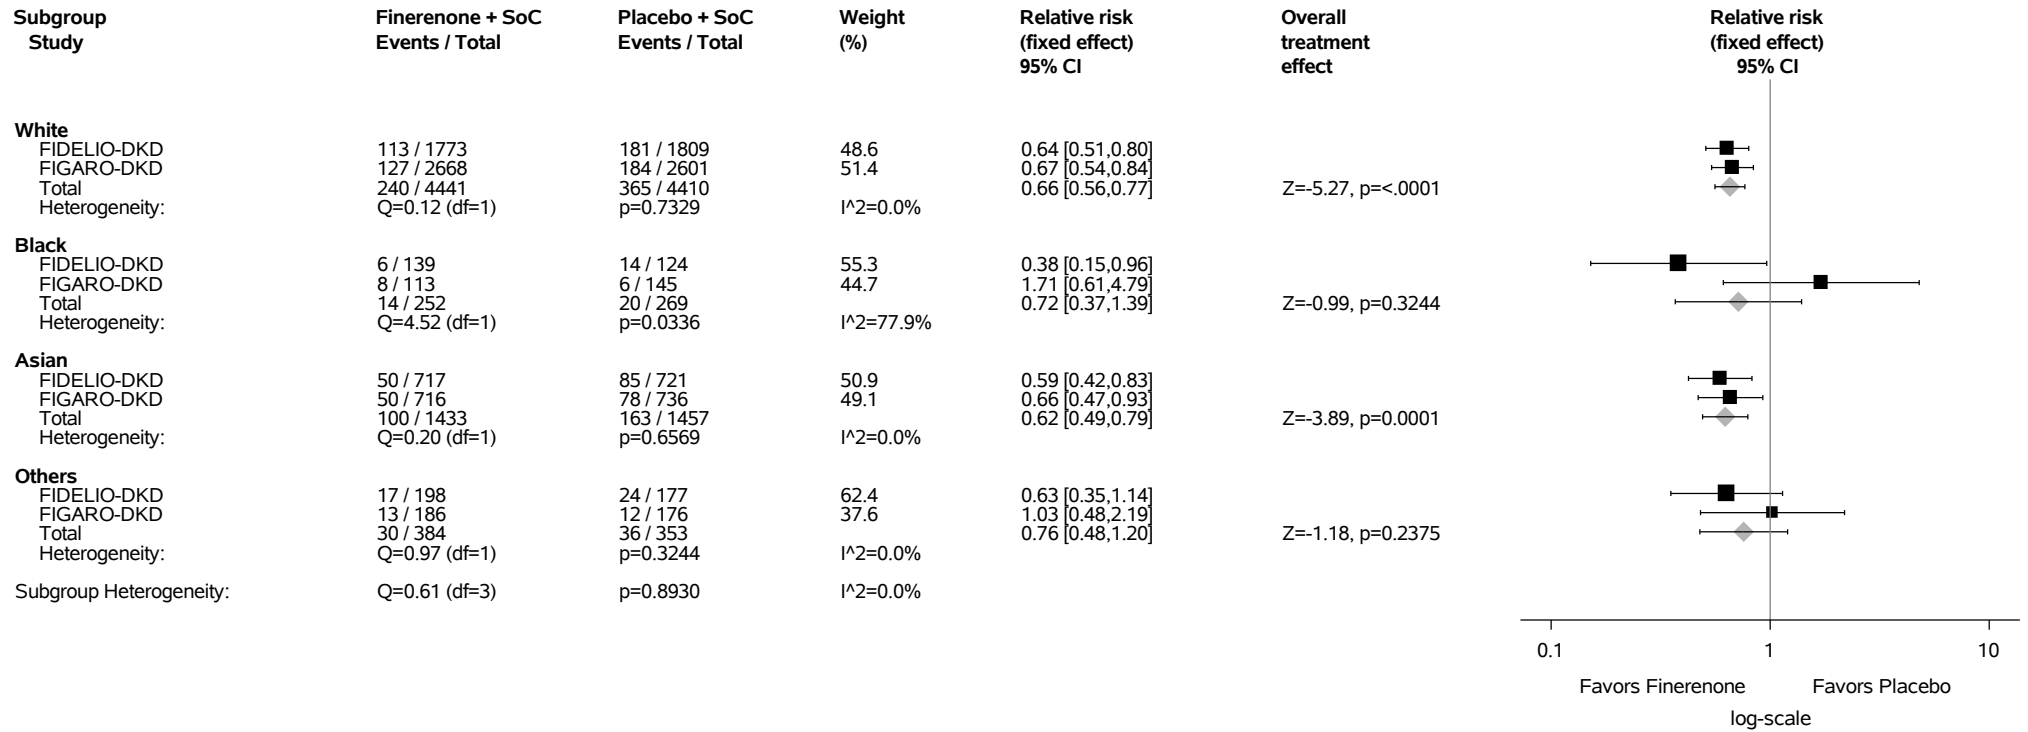 Subgroup Finerenone + SoC Placebo + SoC Weight Relative risk Overall Relative risk
Study Events / Total Events / Total (%) (fixed effect) treatment (fixed effect)
95% CI effect 95% CI
White
FIDELIO-DKD 113 / 1773 181 / 1809 48.6 0.64 [0.51,0.80]
FIGARO-DKD 127 / 2668 184 / 2601 51.4 0.67 [0.54,0.84]
Total 240 / 4441 365 / 4410 0.66 [0.56,0.77] Z=-5.27, p=<.0001
Heterogeneity: Q=0.12 (df=1) p=0.7329 I^2=0.0%
Black
FIDELIO-DKD 6 / 139 14 / 124 55.3 0.38 [0.15,0.96]
FIGARO-DKD 8 / 113 6 / 145 44.7 1.71 [0.61,4.79]
Total 14 / 252 20 / 269 0.72 [0.37,1.39] Z=-0.99, p=0.3244
Heterogeneity: Q=4.52 (df=1) p=0.0336 I^2=77.9%
Asian
FIDELIO-DKD 50 / 717 85 / 721 50.9 0.59 [0.42,0.83]
FIGARO-DKD 50 / 716 78 / 736 49.1 0.66 [0.47,0.93]
Total 100 / 1433 163 / 1457 0.62 [0.49,0.79] Z=-3.89, p=0.0001
Heterogeneity: Q=0.20 (df=1) p=0.6569 I^2=0.0%
Others
FIDELIO-DKD 17 / 198 24 / 177 62.4 0.63 [0.35,1.14]
FIGARO-DKD 13 / 186 12 / 176 37.6 1.03 [0.48,2.19]
Total 30 / 384 36 / 353 0.76 [0.48,1.20] Z=-1.18, p=0.2375
Heterogeneity: Q=0.97 (df=1) p=0.3244 I^2=0.0%
Subgroup Heterogeneity: Q=0.61 (df=3) p=0.8930 I^2=0.0%
0.1 1 10
Favors Finerenone Favors Placebo
log-scale